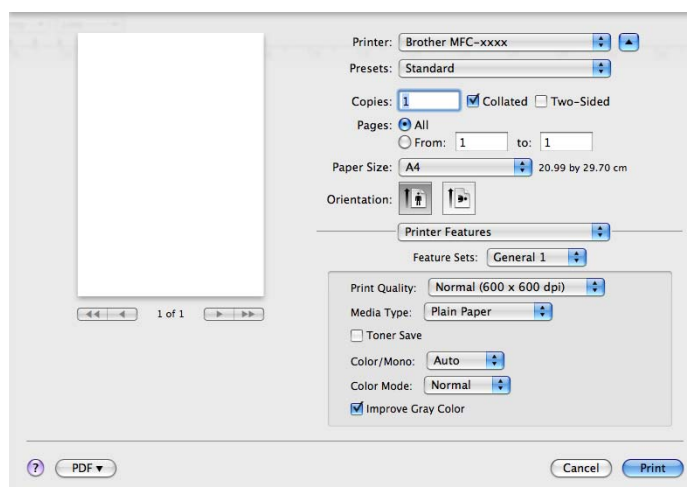 Printer: Brother MFC-xxxx
Presets: Standard
Copies: 1 Collated Two-Sided
Pages: All
From: 1 to: 1
Paper Size: A4 20.99 by 29.70 cm
Orientation:
Printer Features
Feature Sets: General 1
Print Quality: Normal (600 x 600 dpi)
Media Type: Plain Paper
Toner Save
Color/Mono: Auto
Color Mode: Normal
Improve Gray Color
1 of 1
? PDF Cancel Print